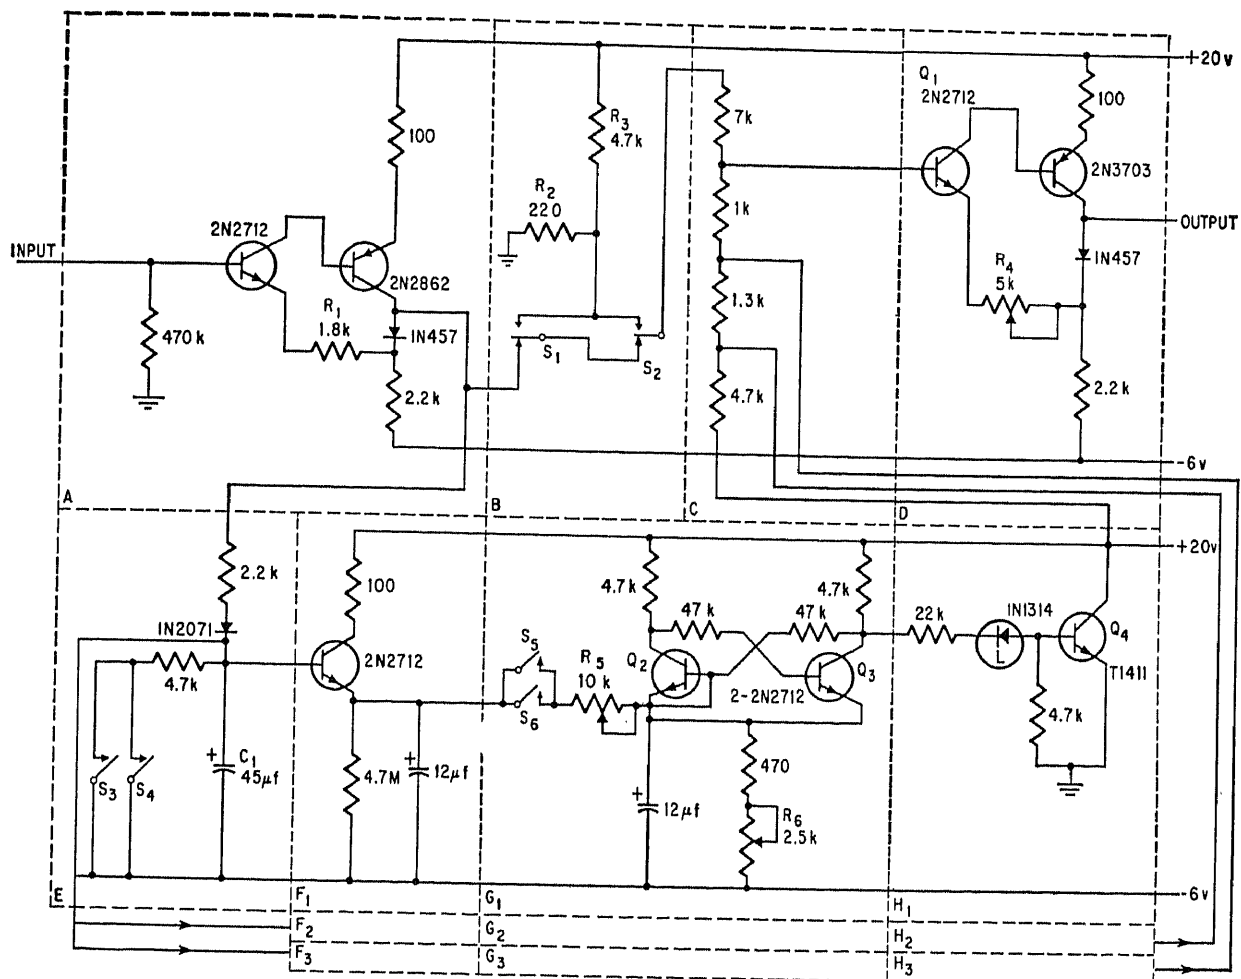 +20v
Q1
2N2712
100
100
R3
4.7k
7k
2N3703
R2
220
1k
OUTPUT
2N2712
INPUT
2N2862
R4
5k
IN457
R1
1.8k
IN457
1.3k
470k
S1
S2
2.2k
4.7k
2.2k
-6v
A
B
C
D
+20v
2.2k
100
4.7k
4.7k
47k
47k
22k
IN1314
IN2071
2N2712
S5
Q2
Q3
Q4
4.7k
R5
10k
2-2N2712
T1411
S6
4.7k
C1
45μf
+
S3
S4
4.7M
+
12μf
470
+
12μf
R6
2.5k
-6v
E
F1
G1
H1
F2
G2
H2
F3
G3
H3